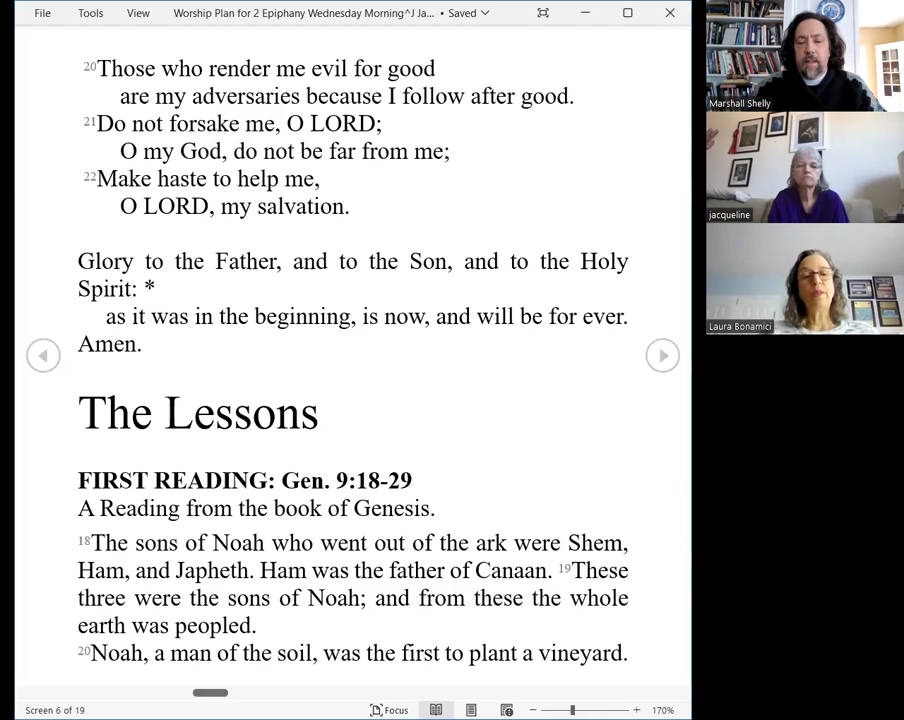 File Tools View Worship Plan for 2 Epiphany Wednesday Morning^J Ja... • Saved
20Those who render me evil for good
are my adversaries because I follow after good.
21Do not forsake me, O LORD;
O my God, do not be far from me;
22Make haste to help me,
O LORD, my salvation.
Glory to the Father, and to the Son, and to the Holy
Spirit: *
as it was in the beginning, is now, and will be for ever.
Amen.
The Lessons
FIRST READING: Gen. 9:18-29
A Reading from the book of Genesis.
18The sons of Noah who went out of the ark were Shem,
Ham, and Japheth. Ham was the father of Canaan. 19These
three were the sons of Noah; and from these the whole
earth was peopled.
20Noah, a man of the soil, was the first to plant a vineyard.
Screen 6 of 19 Focus 170%
Marshall Shelly
jacqueline
Laura Bonamici